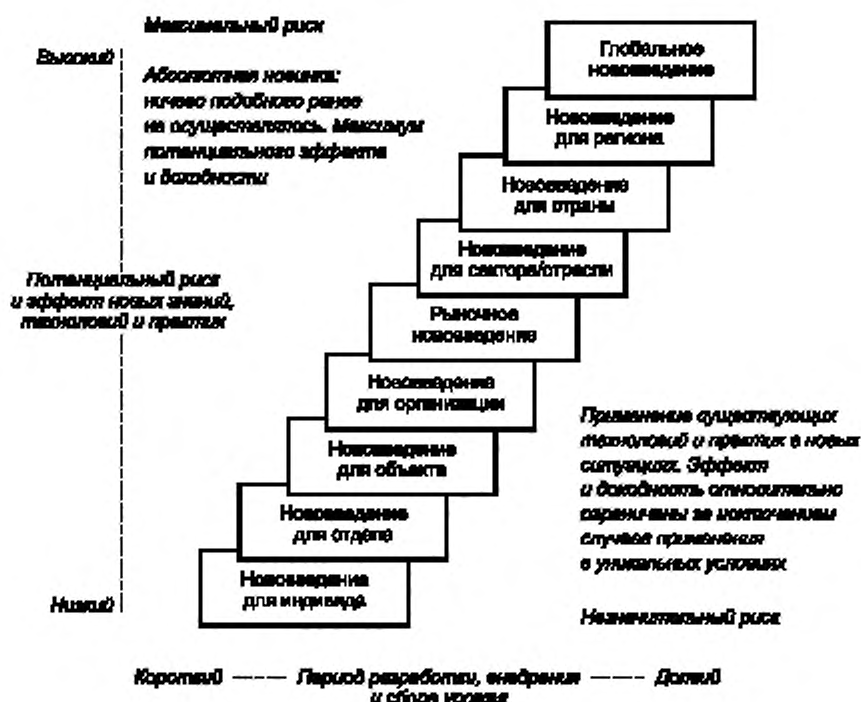 Максимальный риск
Высокий
Абсолютная новинка:
ничего подобного ранее
не осуществлялось. Максимум
потенциального эффекта
и доходности
Глобальное
нововведение
Нововведение
для региона
Нововведение
для страны
Нововведение
для сектора/отрасли
Потенциальный риск
и эффект новых знаний,
технологий и практик
Рыночное
нововведение
Нововведение
для организации
Нововведение
для объекта
Нововведение
для отдела
Нововведение
для индивида
Применение существующих
технологий и практик в новых
ситуациях. Эффект
и доходность относительно
ограничены за исключением
случаев применения
в уникальных условиях
Низкий
Незначительный риск
Короткий ----- Период разработки, внедрения ----- Долгий
и сбора урожая